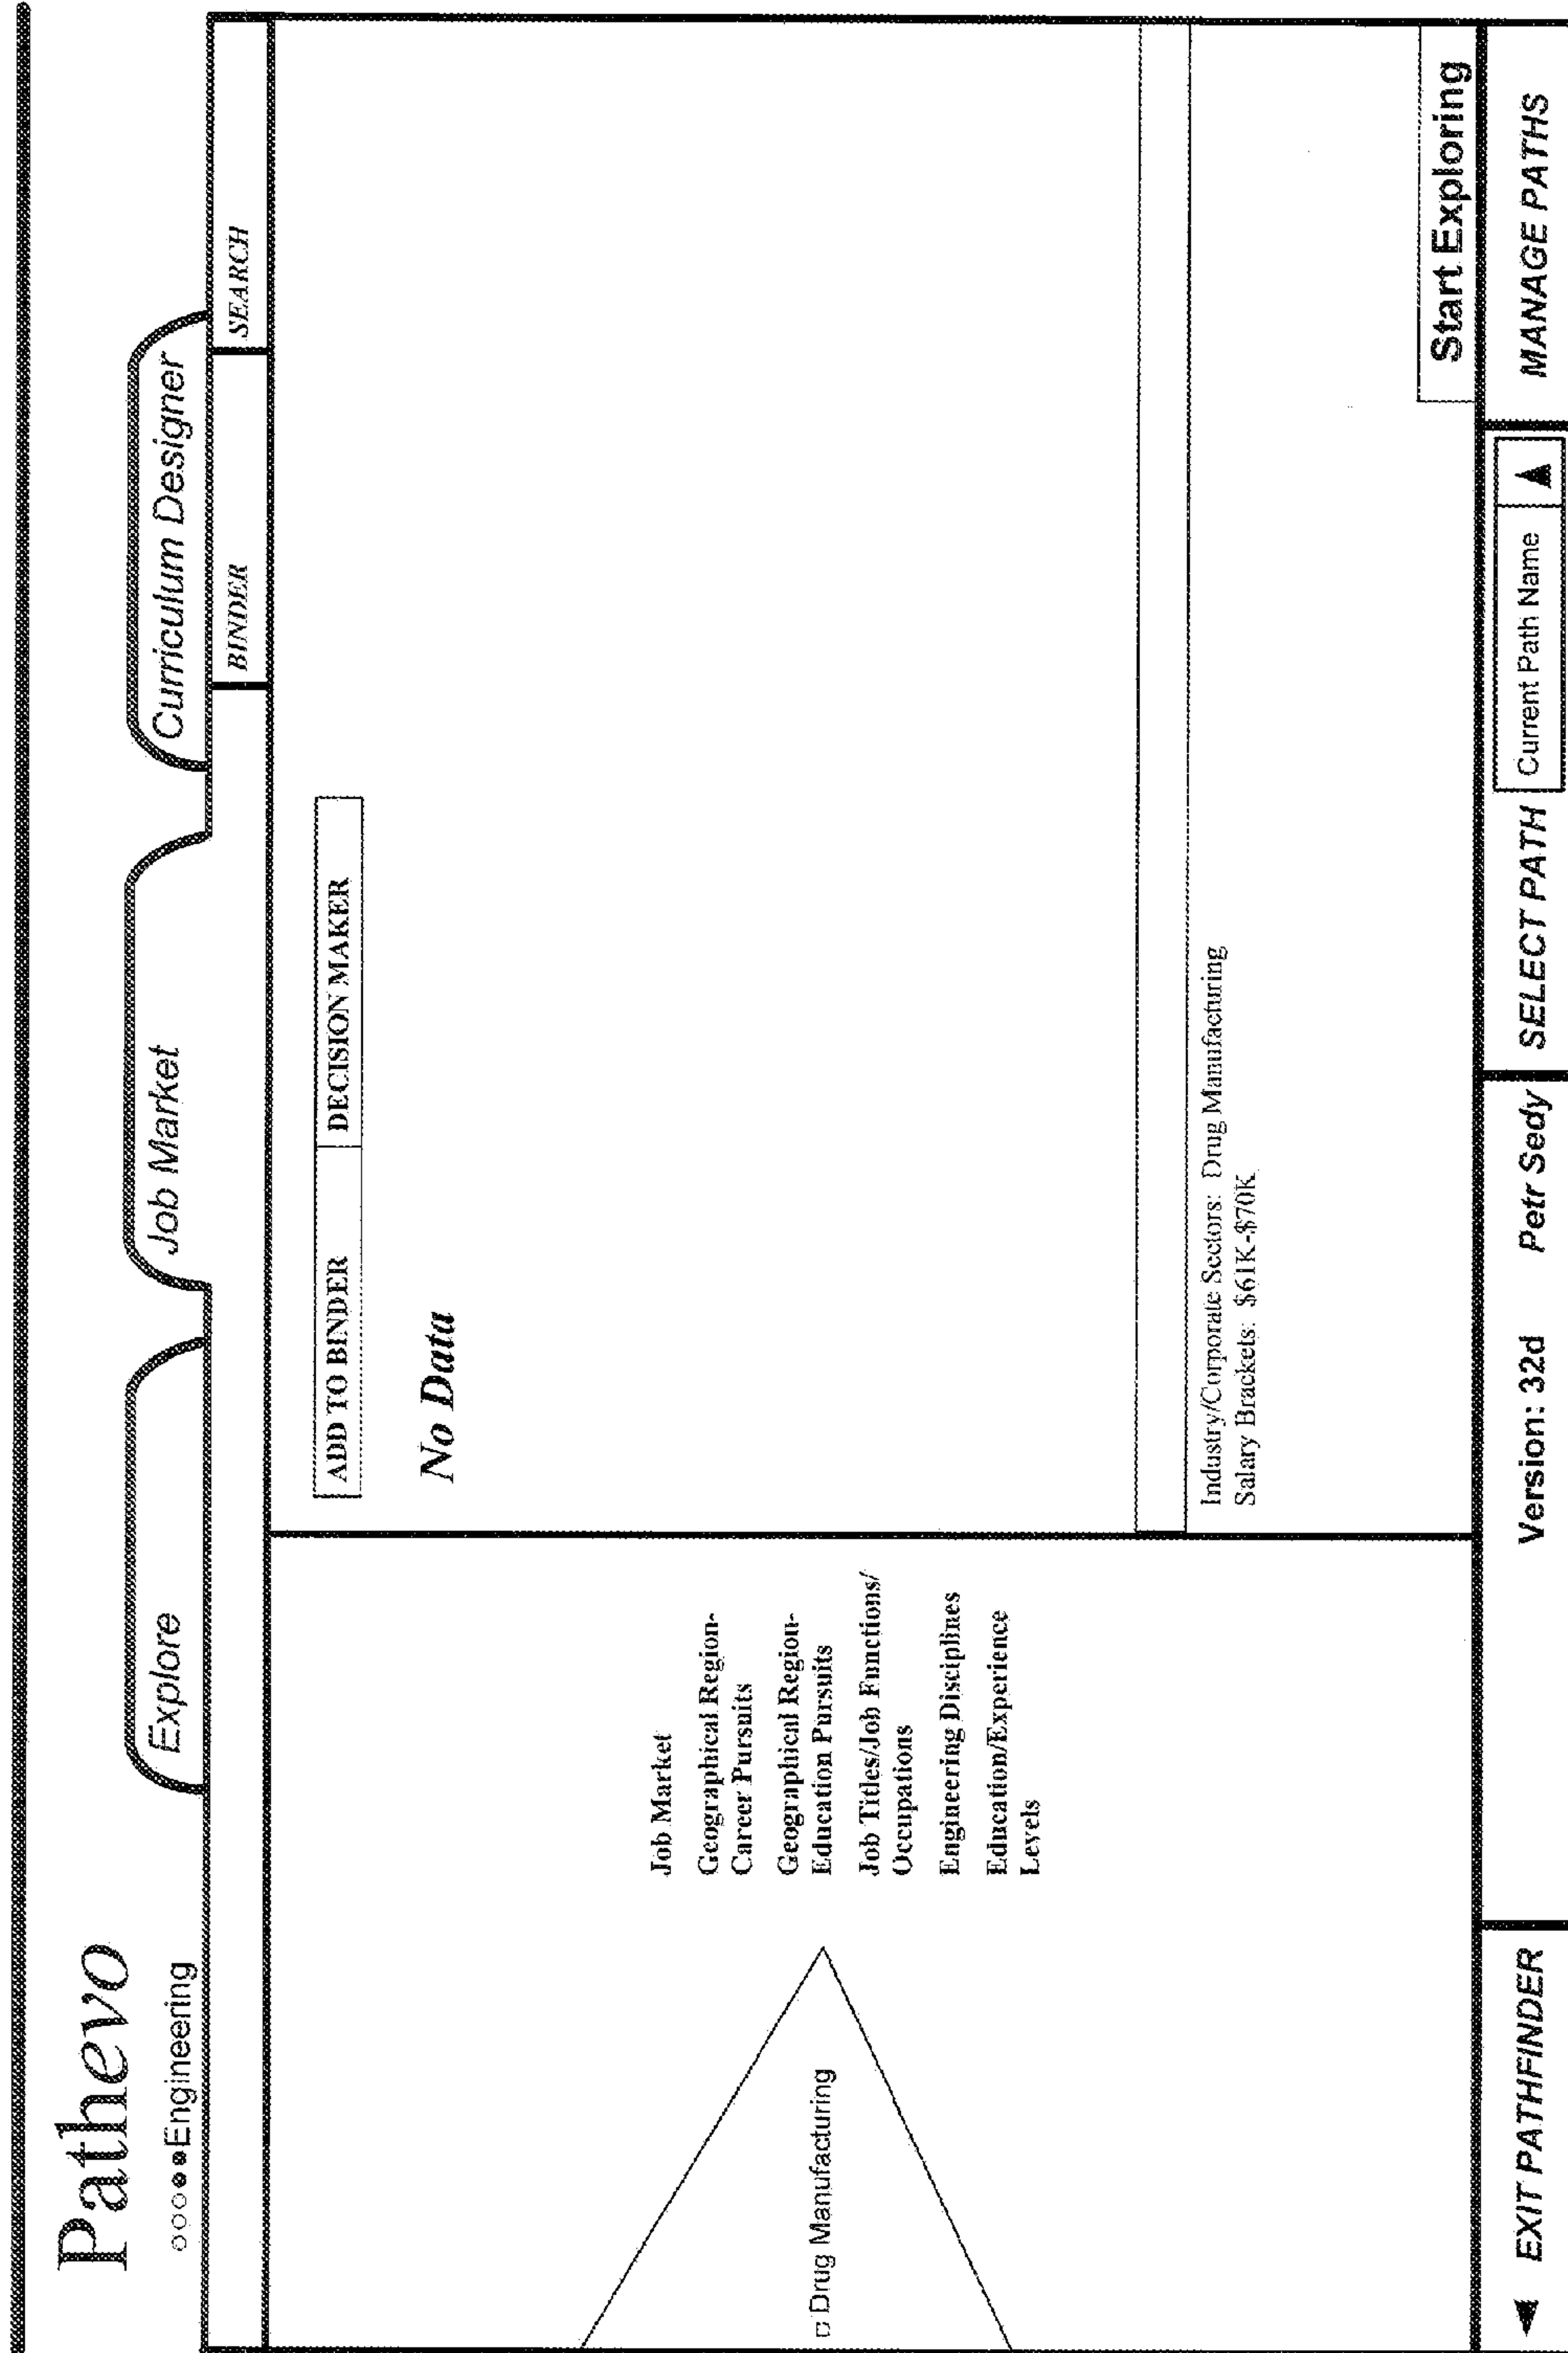 Pathevo
Engineering
Explore
Job Market
Curriculum Designer
BINDER
SEARCH
Drug Manufacturing
Job Market
Geographical Region-
Career Pursuits
Geographical Region-
Education Pursuits
Job Titles/Job Functions/
Occupations
Engineering Disciplines
Education/Experience
Levels
ADD TO BINDER
DECISION MAKER
No Data
Industry/Corporate Sectors: Drug Manufacturing
Salary Brackets: $61K-$70K
Start Exploring
EXIT PATHFINDER
Version: 32d
Petr Sedy
SELECT PATH
Current Path Name
MANAGE PATHS